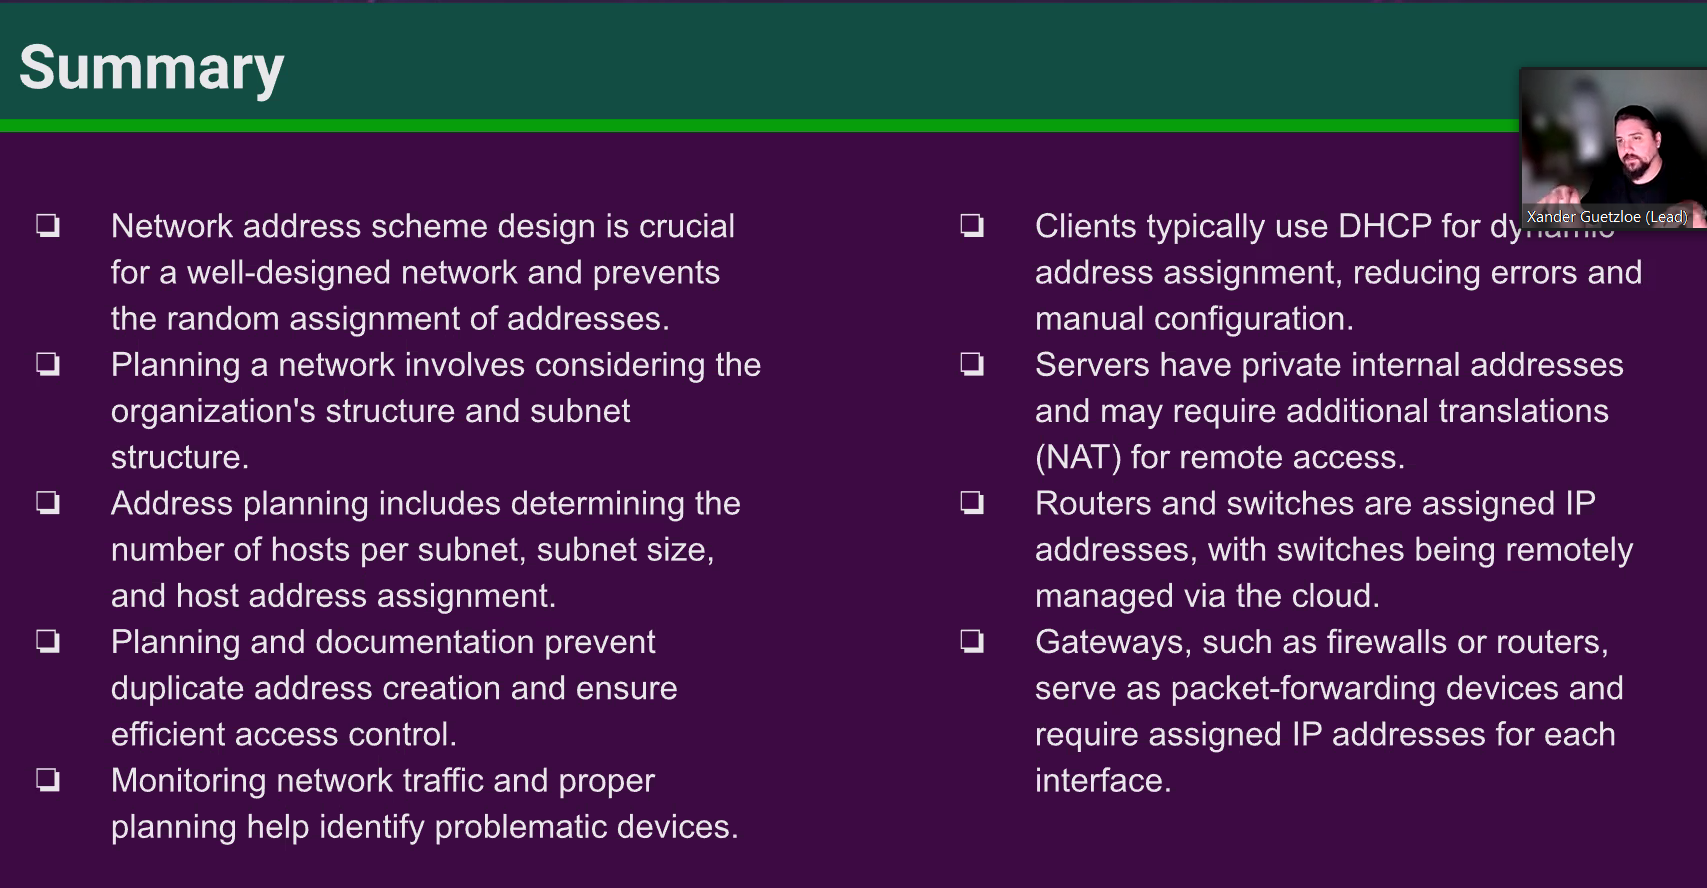 Summary
Network address scheme design is crucial
for a well-designed network and prevents
the random assignment of addresses.
Planning a network involves considering the
organization's structure and subnet
structure.
Address planning includes determining the
number of hosts per subnet, subnet size,
and host address assignment.
Planning and documentation prevent
duplicate address creation and ensure
efficient access control.
Monitoring network traffic and proper
planning help identify problematic devices.
Clients typically use DHCP for dynamic
address assignment, reducing errors and
manual configuration.
Servers have private internal addresses
and may require additional translations
(NAT) for remote access.
Routers and switches are assigned IP
addresses, with switches being remotely
managed via the cloud.
Gateways, such as firewalls or routers,
serve as packet-forwarding devices and
require assigned IP addresses for each
interface.
Xander Guetzloe (Lead)